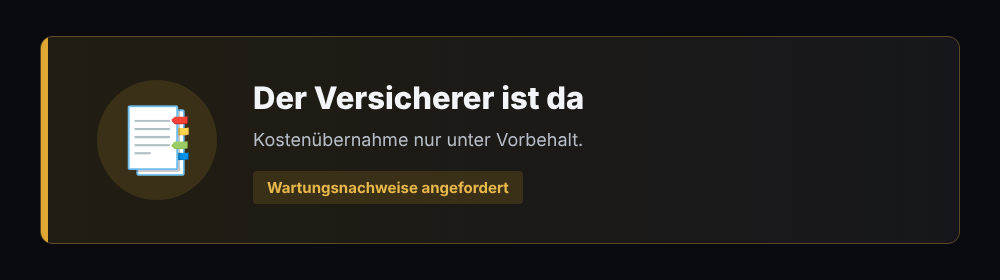 Der Versicherer ist da
Kostenübernahme nur unter Vorbehalt.
Wartungsnachweise angefordert